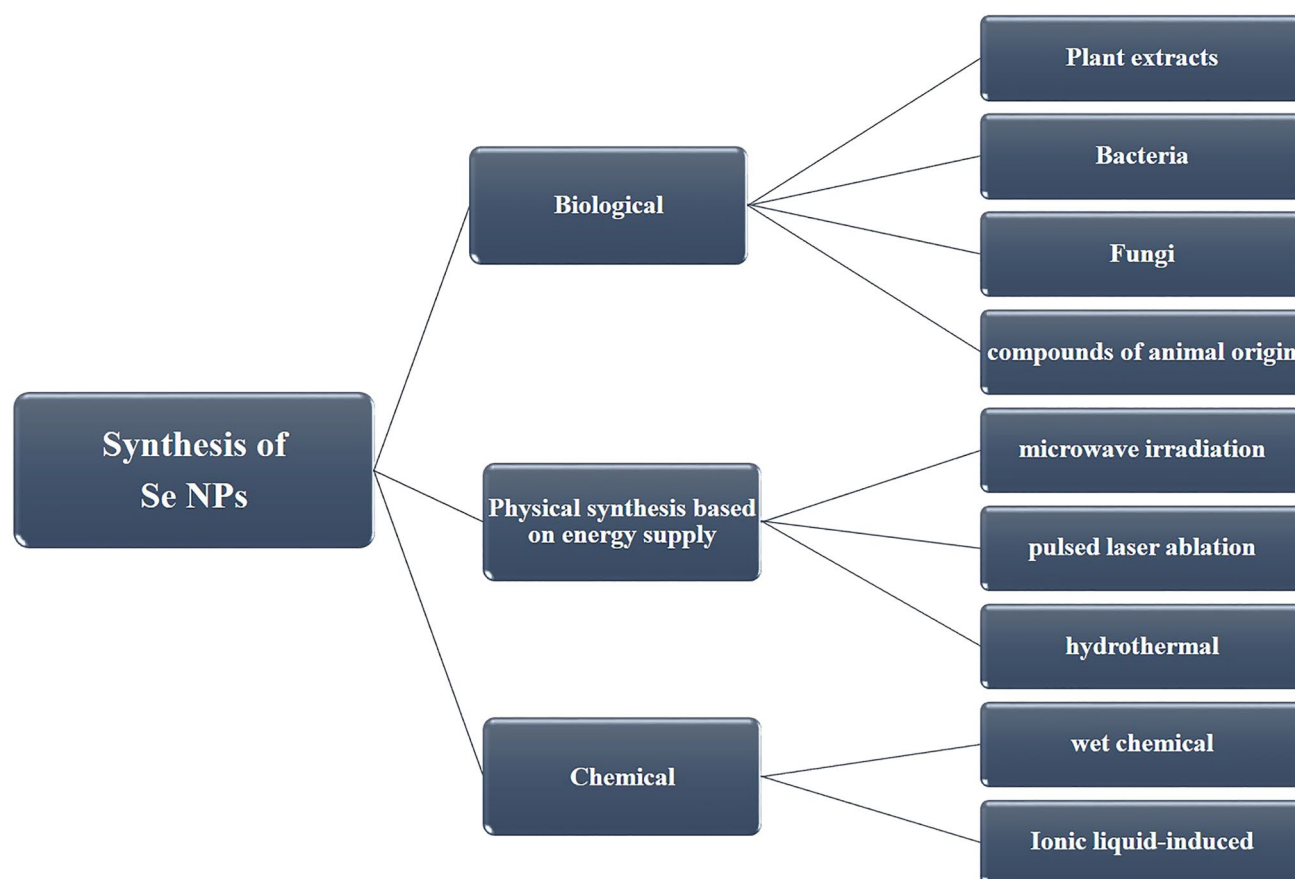 Synthesis of
Se NPs
Biological
Plant extracts
Bacteria
Fungi
compounds of animal origin
Physical synthesis based
on energy supply
microwave irradiation
pulsed laser ablation
hydrothermal
Chemical
wet chemical
Ionic liquid-induced